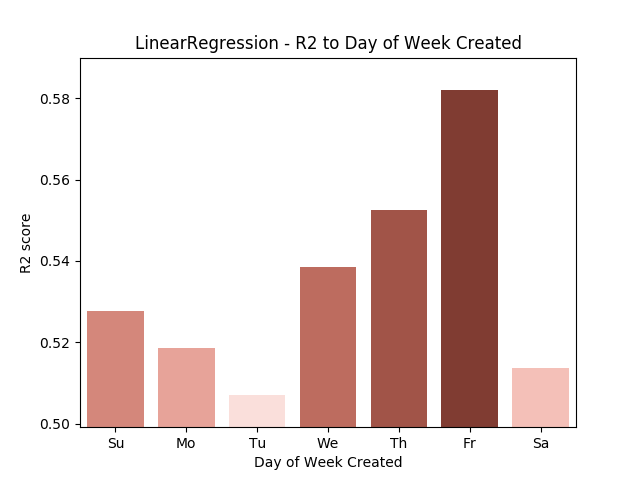 LinearRegression - R2 to Day of Week Created
R2 score
0.58
0.56
0.54
0.52
0.50
Su Mo Tu We Th Fr Sa
Day of Week Created